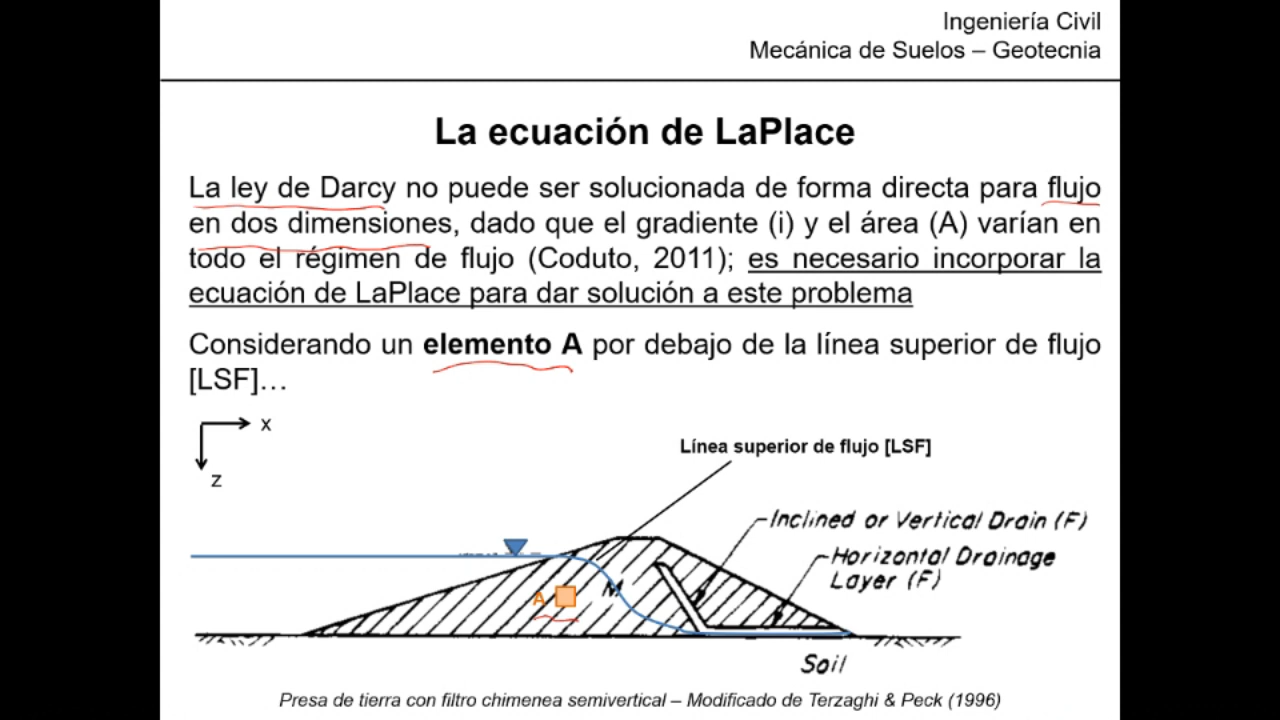 Ingeniería Civil
Mecánica de Suelos – Geotecnia
La ecuación de LaPlace
La ley de Darcy no puede ser solucionada de forma directa para flujo
en dos dimensiones, dado que el gradiente (i) y el área (A) varían en
todo el régimen de flujo (Coduto, 2011); es necesario incorporar la
ecuación de LaPlace para dar solución a este problema
Considerando un elemento A por debajo de la línea superior de flujo
[LSF]…
x
z
Línea superior de flujo [LSF]
Inclined or Vertical Drain (F)
Horizontal Drainage
Layer (F)
M
A
Soil
Presa de tierra con filtro chimenea semivertical – Modificado de Terzaghi & Peck (1996)